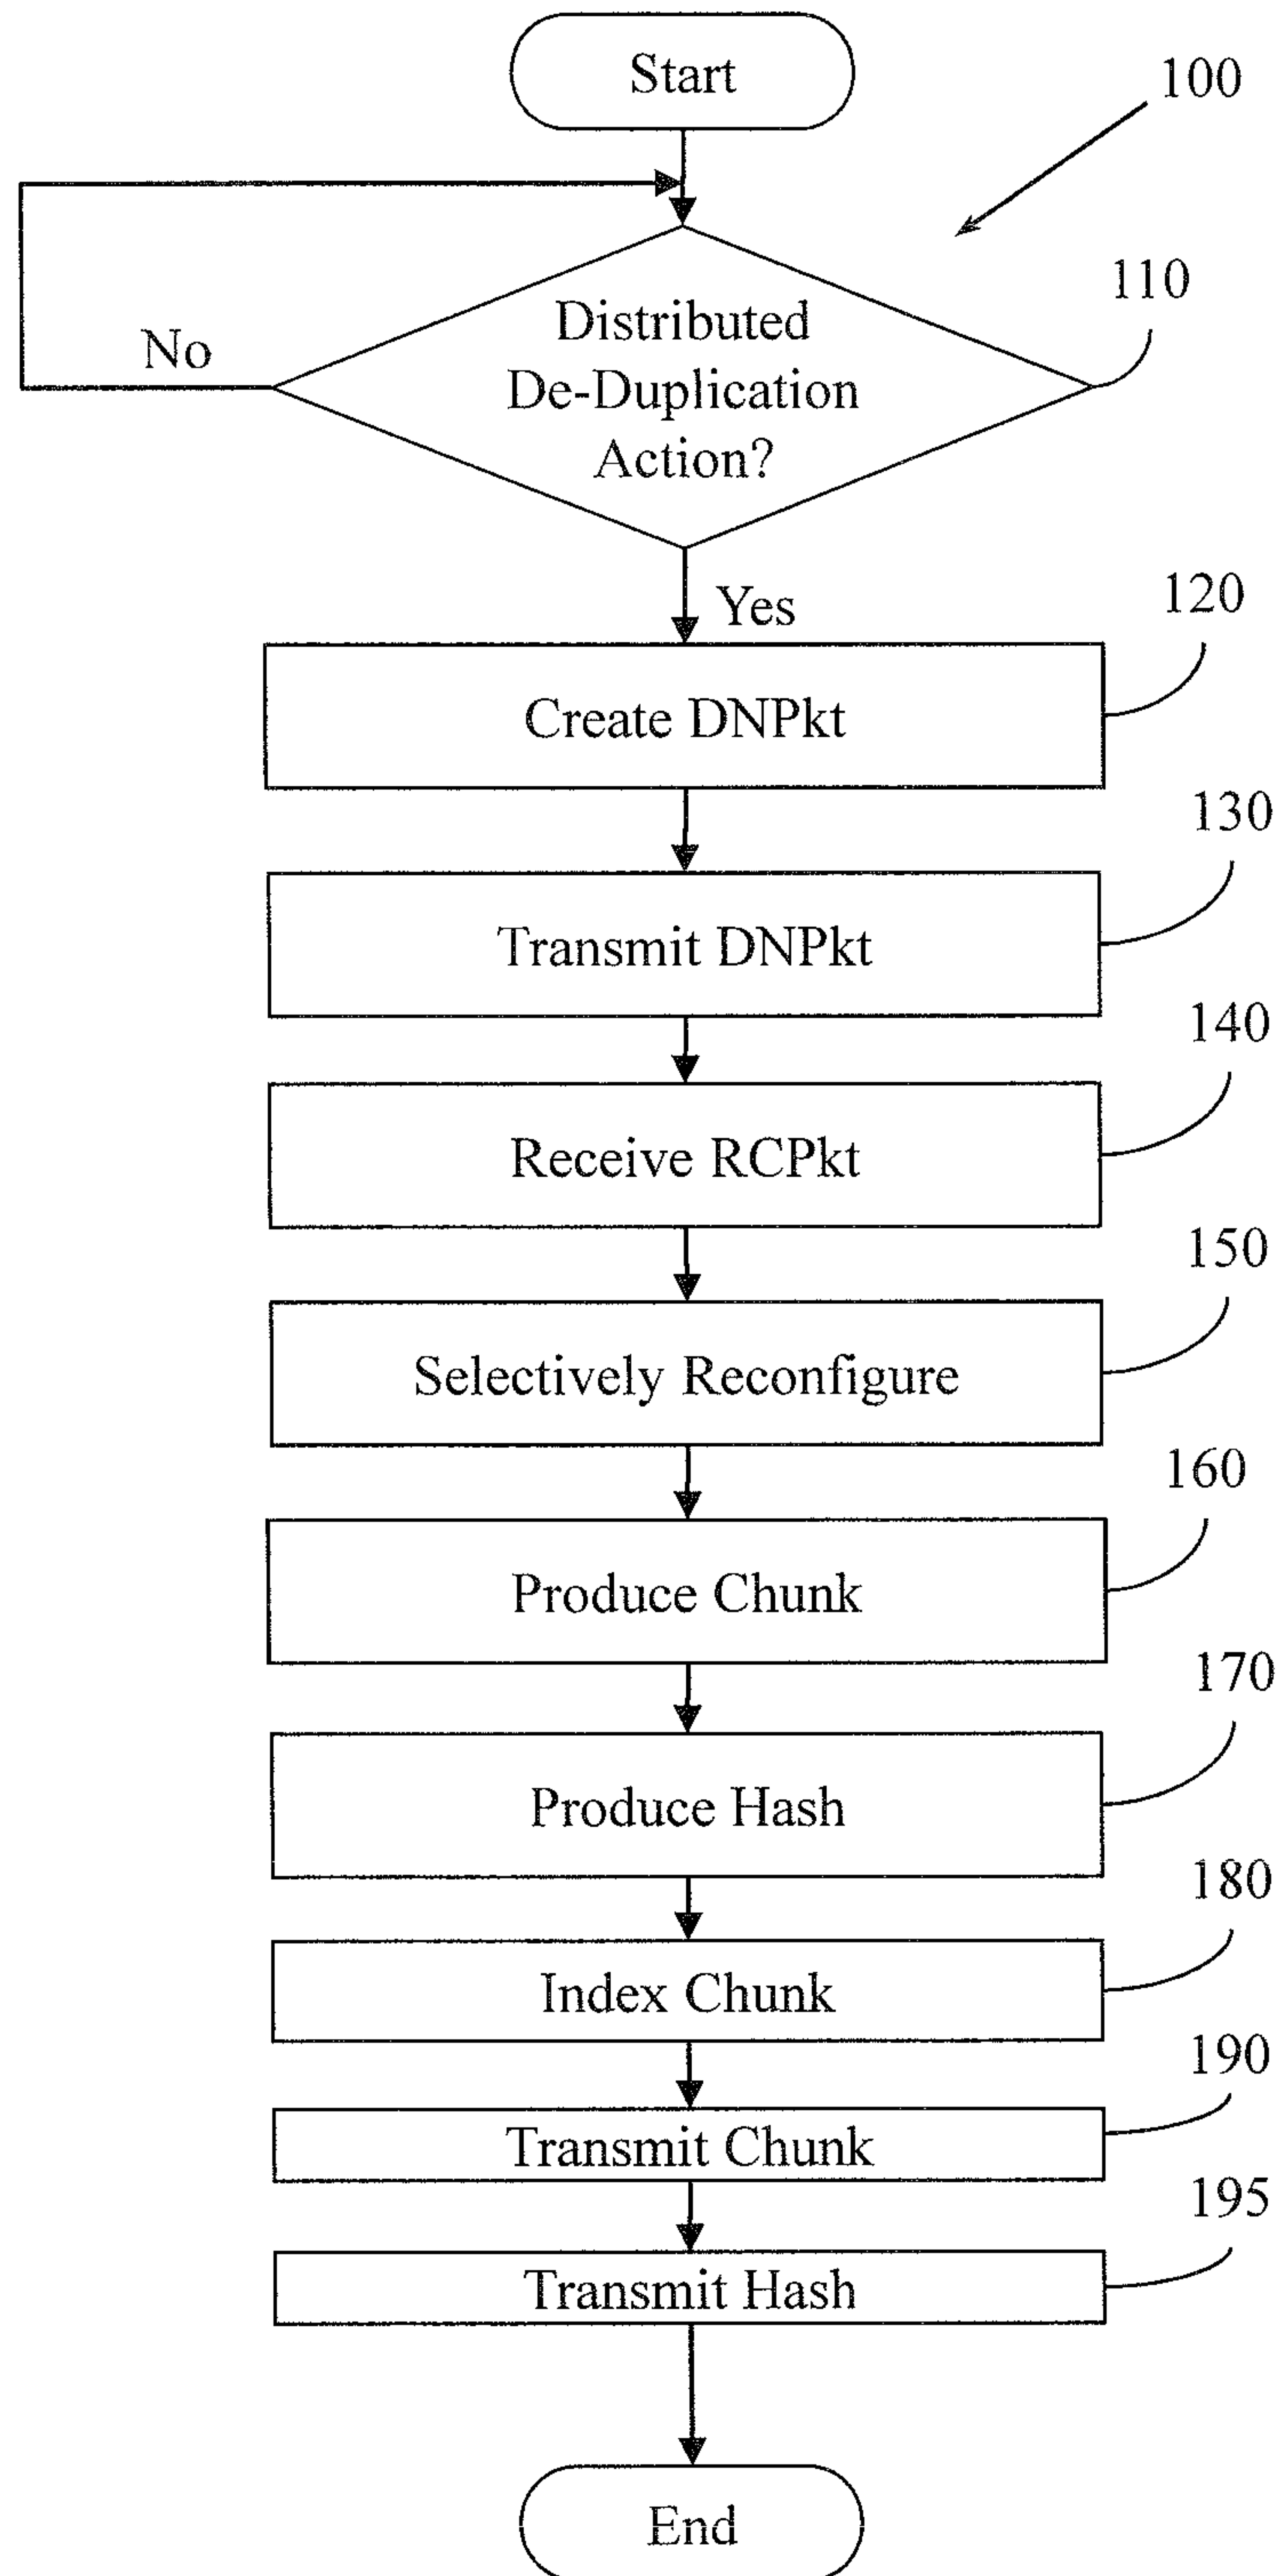 Start
100
110
Distributed
De-Duplication
Action?
No
Yes
120
Create DNPkt
130
Transmit DNPkt
140
Receive RCPkt
150
Selectively Reconfigure
160
Produce Chunk
170
Produce Hash
180
Index Chunk
190
Transmit Chunk
195
Transmit Hash
End